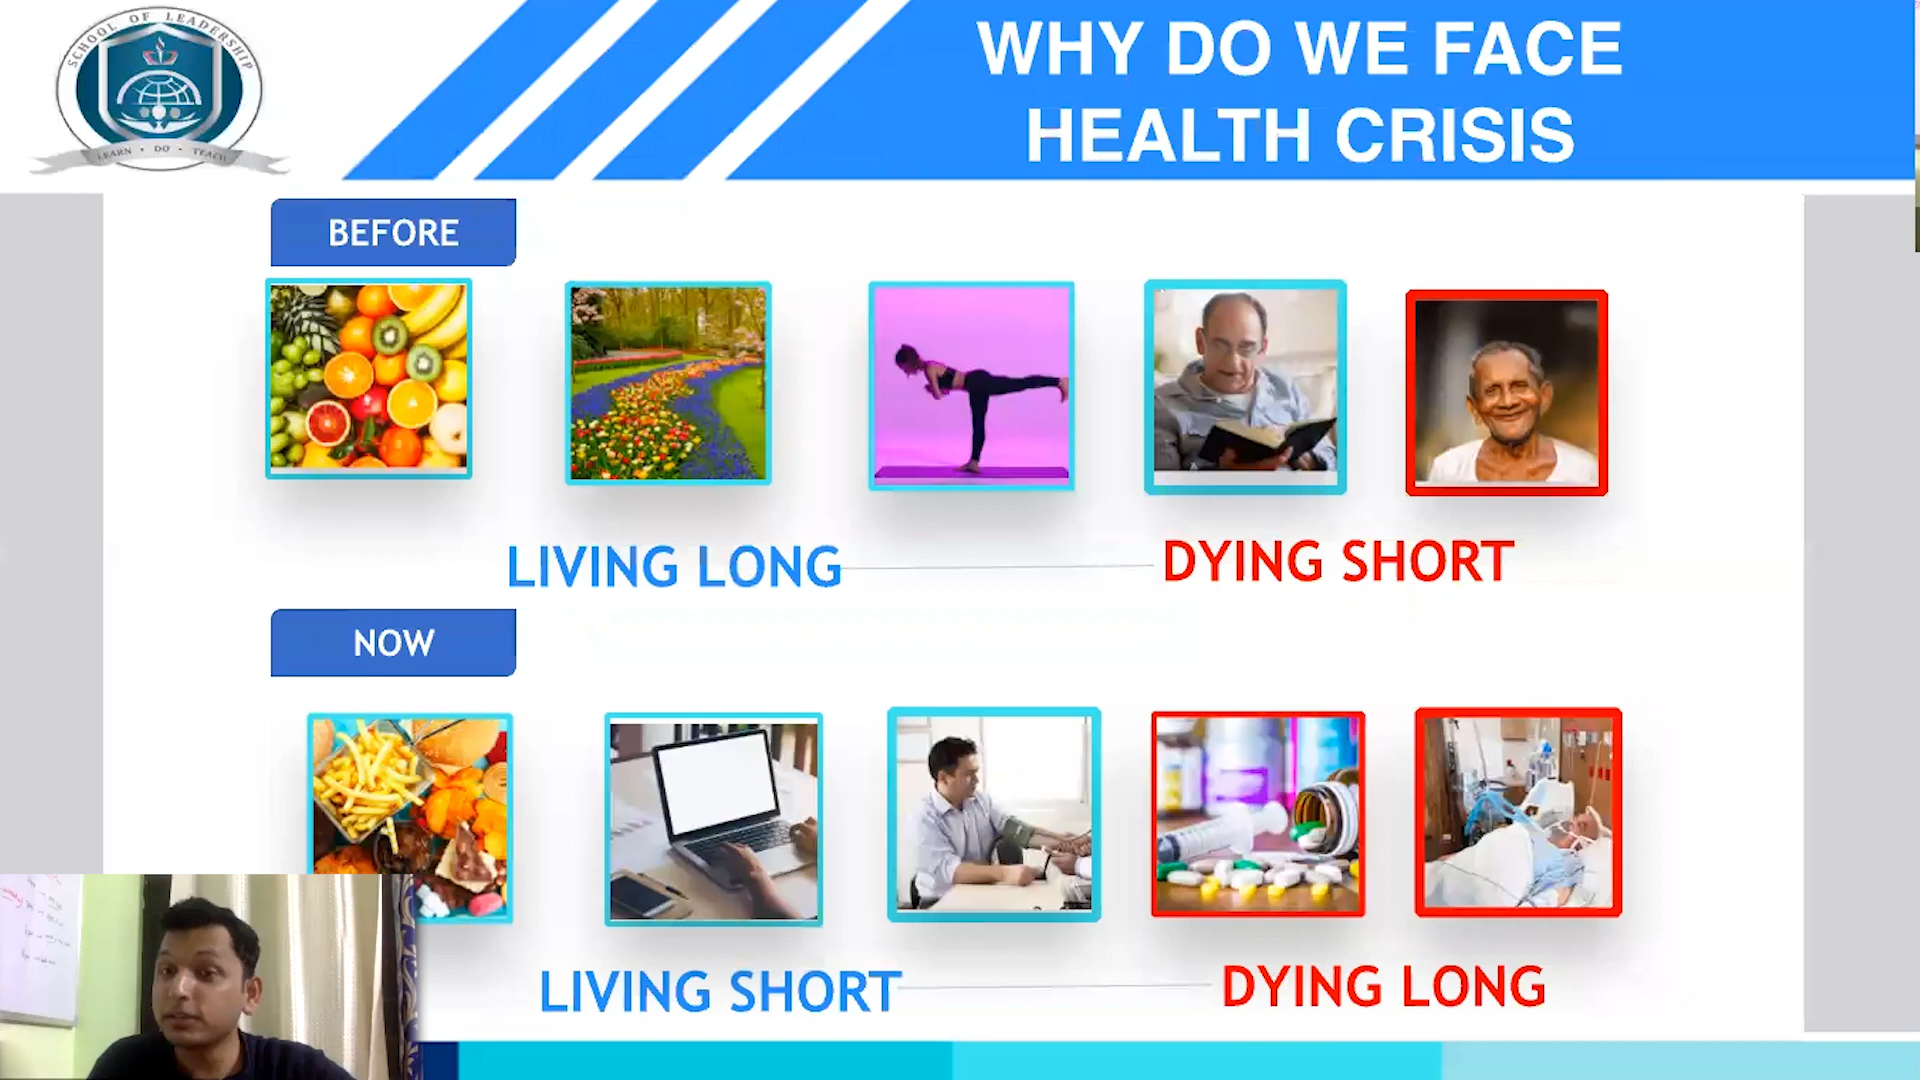 SCHOOL OF LEADERSHIP
LEARN • DO • TEACH
WHY DO WE FACE
HEALTH CRISIS
BEFORE
LIVING LONG
DYING SHORT
NOW
LIVING SHORT
DYING LONG